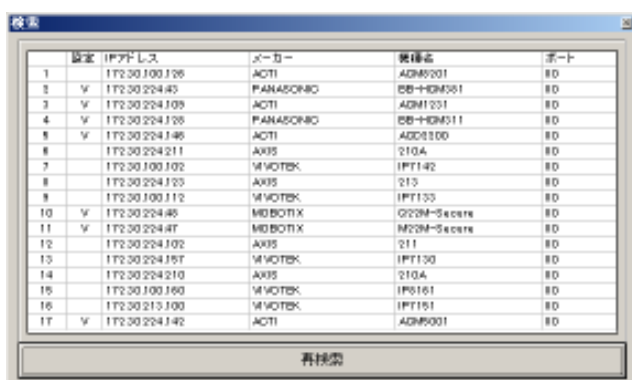 検索
設定 IPアドレス メーカー 機種名 ポート
1 172.30.100.126 ACTI ACM8201 80
2 V 172.30.224.43 PANASONIC BB-HCM381 80
3 V 172.30.224.109 ACTI ACM1231 80
4 V 172.30.224.128 PANASONIC BB-HCM311 80
5 V 172.30.224.146 ACTI 80
6 172.30.224.211 AXIS 210A 80
7 172.30.100.102 VIVOTEK IP7142 80
8 172.30.224.123 AXIS 213 80
9 172.30.100.112 VIVOTEK IP7133 80
10 V 172.30.224.46 MOBOTIX Q22M-Secure 80
11 V 172.30.224.47 MOBOTIX M22M-Secure 80
12 172.30.224.102 AXIS 211 80
13 172.30.224.157 VIVOTEK IP7130 80
14 172.30.224.210 AXIS 210A 80
15 172.30.100.160 VIVOTEK IP8161 80
16 172.30.213.100 VIVOTEK IP7151 80
17 V 172.30.224.142 ACTI ACM5001 80
再検索